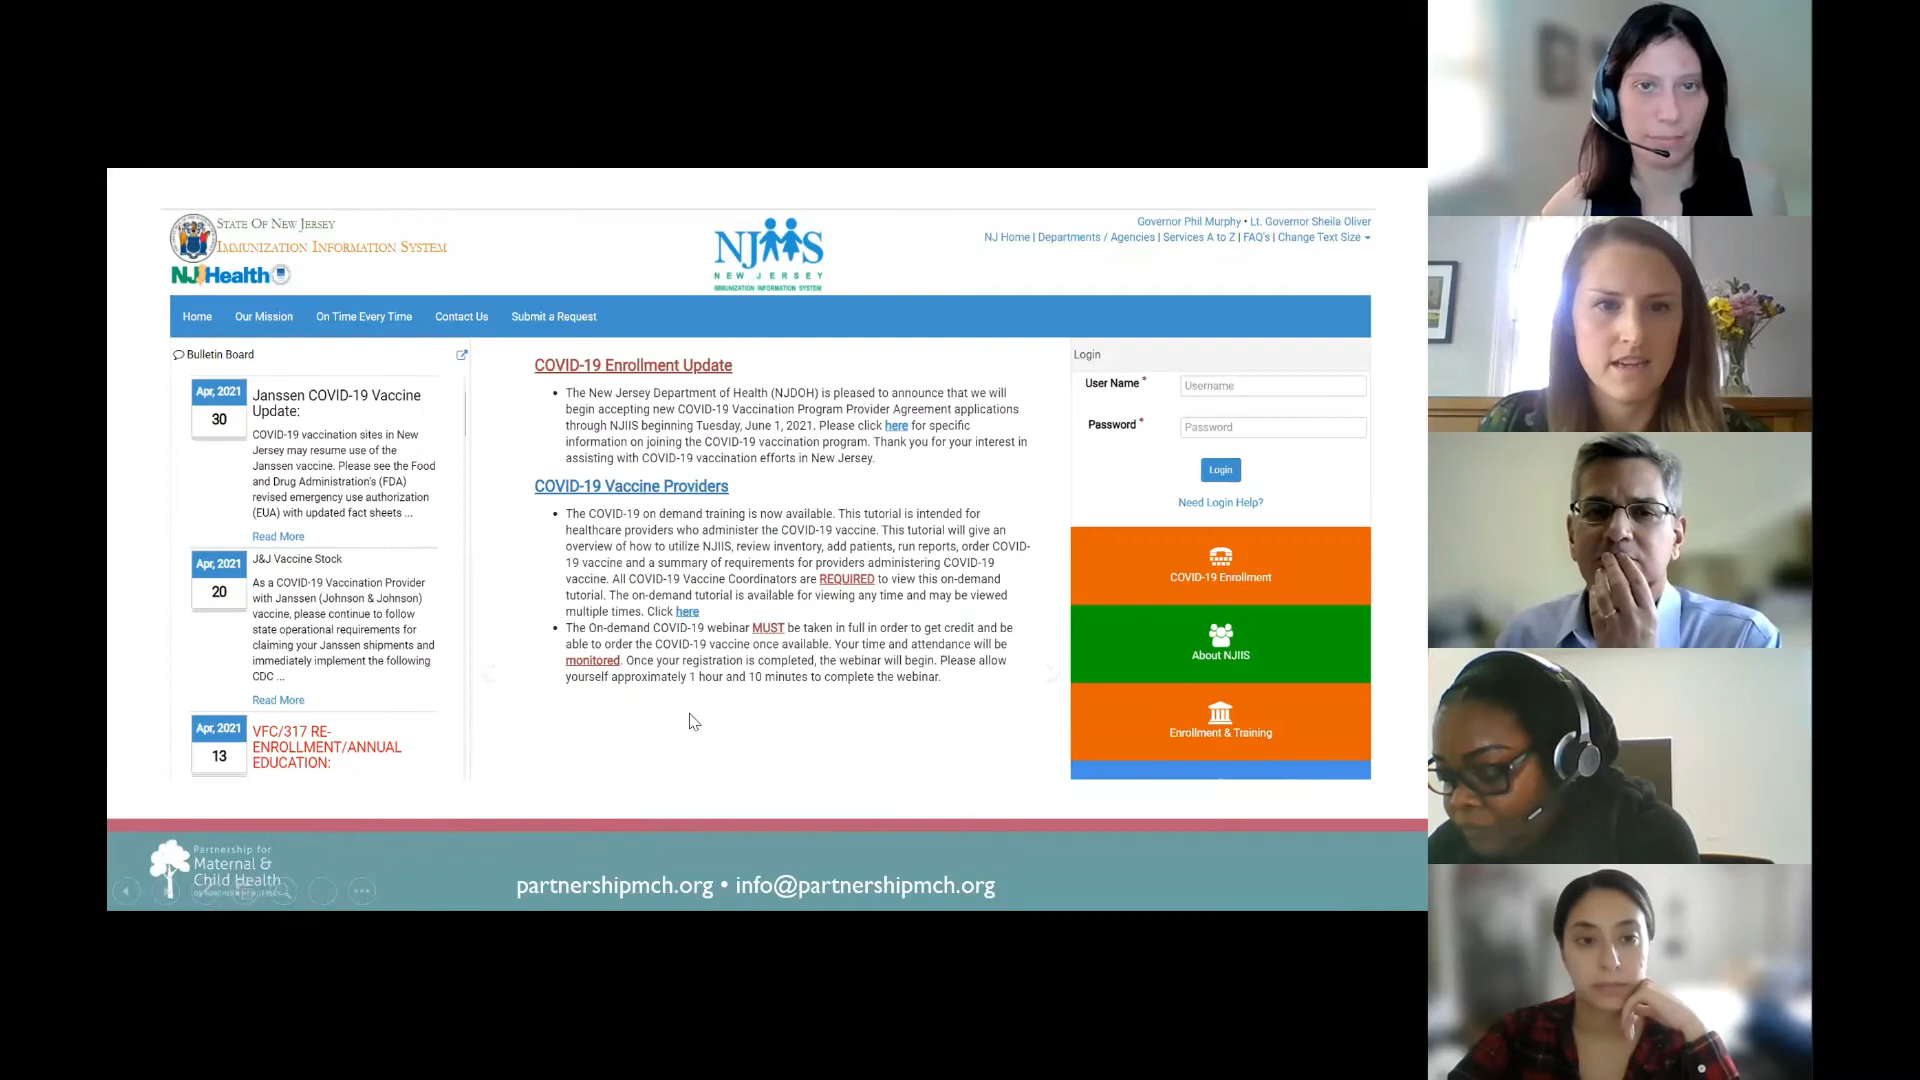 STATE OF NEW JERSEY
IMMUNIZATION INFORMATION SYSTEM
NJHealth
NJIIS
NEW JERSEY
IMMUNIZATION INFORMATION SYSTEM
Governor Phil Murphy • Lt. Governor Sheila Oliver
NJ Home | Departments / Agencies | Services A to Z | FAQ's | Change Text Size
Home Our Mission On Time Every Time Contact Us Submit a Request
Bulletin Board
Apr, 2021
30
Janssen COVID-19 Vaccine
Update:
COVID-19 vaccination sites in New
Jersey may resume use of the
Janssen vaccine. Please see the Food
and Drug Administration's (FDA)
revised emergency use authorization
(EUA) with updated fact sheets ...
Read More
Apr, 2021
20
J&J Vaccine Stock
As a COVID-19 Vaccination Provider
with Janssen (Johnson & Johnson)
vaccine, please continue to follow
state operational requirements for
claiming your Janssen shipments and
immediately implement the following
CDC ...
Read More
Apr, 2021
13
VFC/317 RE-
ENROLLMENT/ANNUAL
EDUCATION:
COVID-19 Enrollment Update
• The New Jersey Department of Health (NJDOH) is pleased to announce that we will
begin accepting new COVID-19 Vaccination Program Provider Agreement applications
through NJIIS beginning Tuesday, June 1, 2021. Please click here for specific
information on joining the COVID-19 vaccination program. Thank you for your interest in
assisting with COVID-19 vaccination efforts in New Jersey.
COVID-19 Vaccine Providers
• The COVID-19 on demand training is now available. This tutorial is intended for
healthcare providers who administer the COVID-19 vaccine. This tutorial will give an
overview of how to utilize NJIIS, review inventory, add patients, run reports, order COVID-
19 vaccine and a summary of requirements for providers administering COVID-19
vaccine. All COVID-19 Vaccine Coordinators are REQUIRED to view this on-demand
tutorial. The on-demand tutorial is available for viewing any time and may be viewed
multiple times. Click here
• The On-demand COVID-19 webinar MUST be taken in full in order to get credit and be
able to order the COVID-19 vaccine once available. Your time and attendance will be
monitored. Once your registration is completed, the webinar will begin. Please allow
yourself approximately 1 hour and 10 minutes to complete the webinar.
Login
User Name * Username
Password * Password
Login
Need Login Help?
COVID-19 Enrollment
About NJIIS
Enrollment & Training
Partnership for
Maternal &
Child Health
partnershipmch.org • info@partnershipmch.org